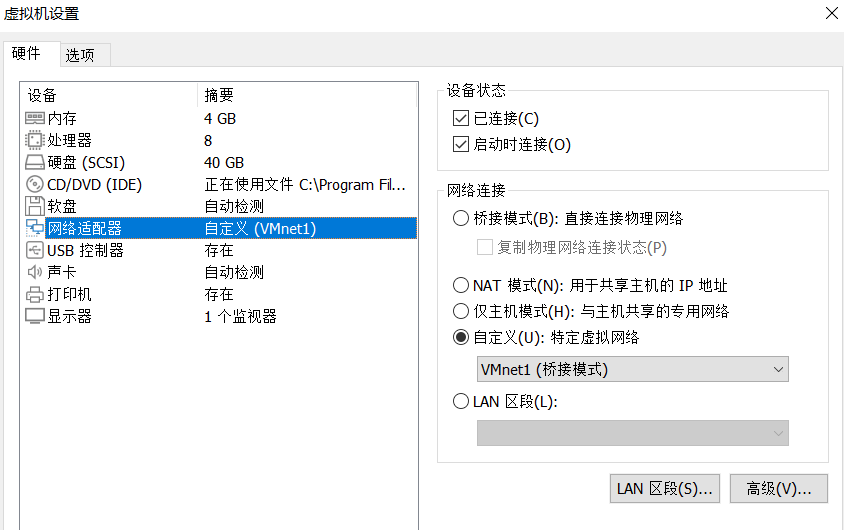 虚拟机设置
硬件 选项
设备 摘要
内存 4 GB
处理器 8
硬盘 (SCSI) 40 GB
CD/DVD (IDE) 正在使用文件 C:\Program Fil...
软盘 自动检测
网络适配器 自定义 (VMnet1)
USB 控制器 存在
声卡 自动检测
打印机 存在
显示器 1 个监视器
设备状态
已连接(C)
启动时连接(O)
网络连接
桥接模式(B): 直接连接物理网络
复制物理网络连接状态(P)
NAT 模式(N): 用于共享主机的 IP 地址
仅主机模式(H): 与主机共享的专用网络
自定义(U): 特定虚拟网络
VMnet1 (桥接模式)
LAN 区段(L):
LAN 区段(S)... 高级(V)...